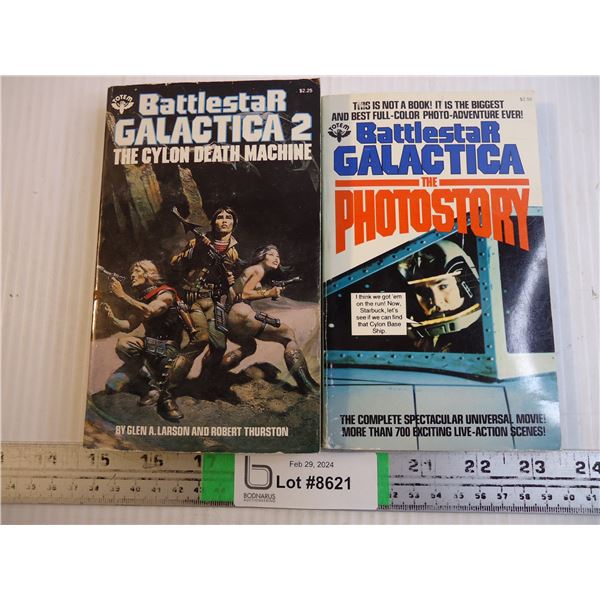 TOTEM
$2.25
BattlestaR
GALACTICA 2
THE CYLON DEATH MACHINE
BY GLEN A. LARSON AND ROBERT THURSTON
$2.50
THIS IS NOT A BOOK! IT IS THE BIGGEST
AND BEST FULL-COLOR PHOTO-ADVENTURE EVER!
TOTEM
BattlestaR
GALACTICA
THE
PHOTOSTORY
I think we got 'em
on the run! Now,
Starbuck, let's
see if we can find
that Cylon Base
Ship.
THE COMPLETE SPECTACULAR UNIVERSAL MOVIE!
MORE THAN 700 EXCITING LIVE-ACTION SCENES!
15 16 17 21 22 23 24
Feb 29, 2024
Lot #8621
BODNARUS
AUCTIONEERING